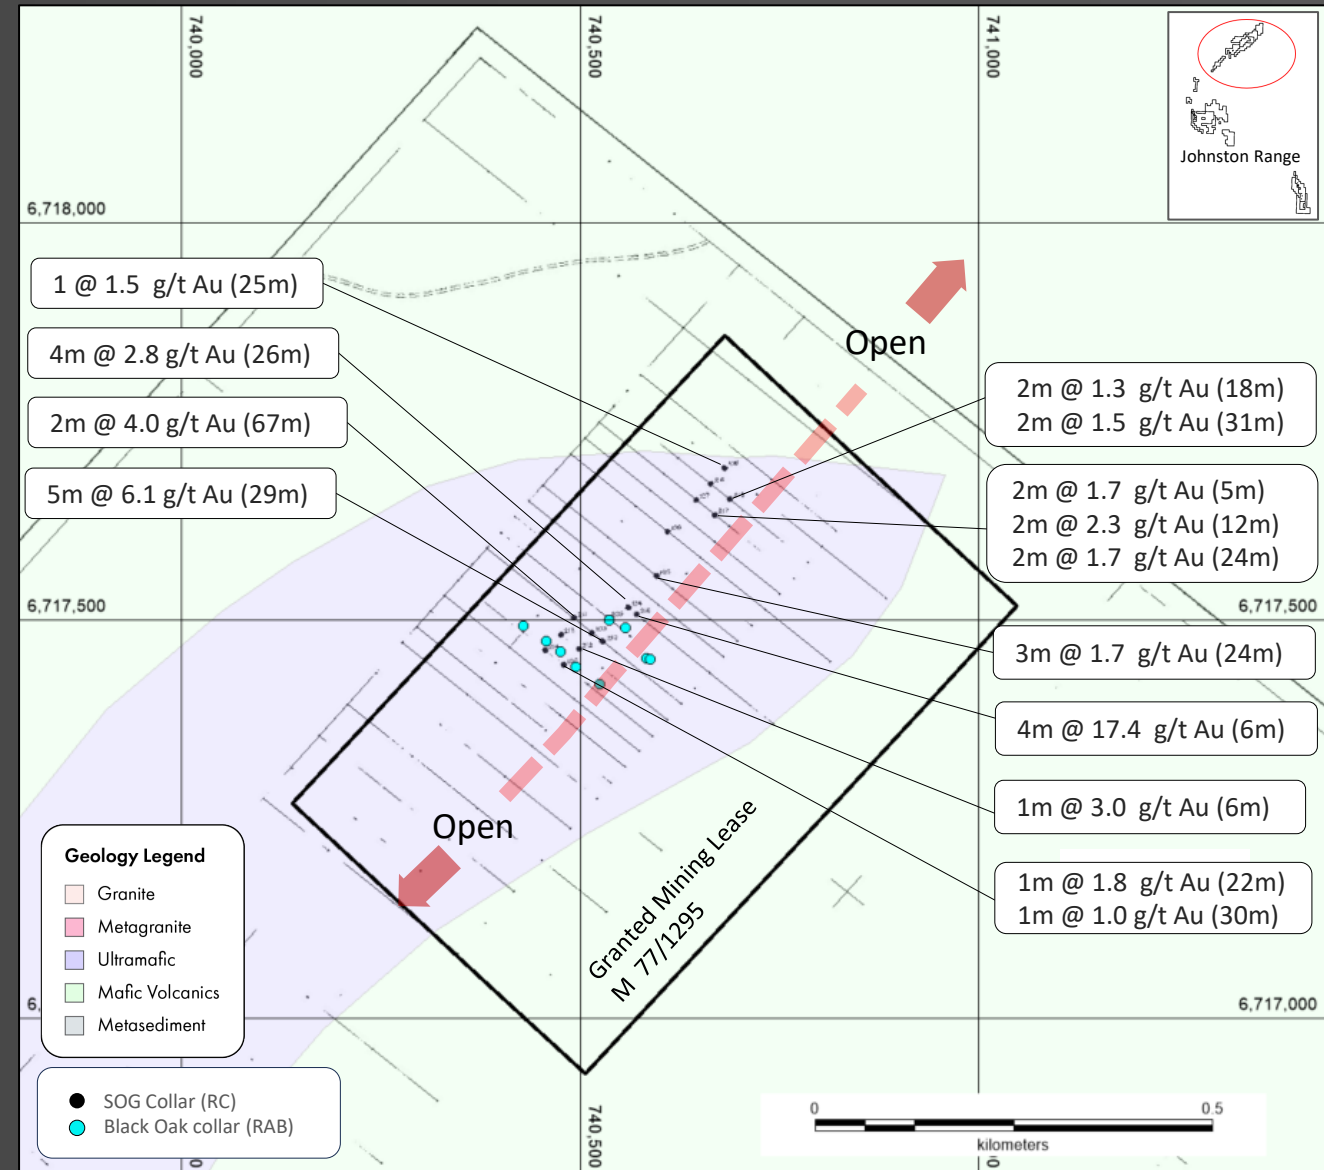 740,000
740,500
741,000
Johnston Range
6,718,000
1 @ 1.5 g/t Au (25m)
4m @ 2.8 g/t Au (26m)
2m @ 4.0 g/t Au (67m)
5m @ 6.1 g/t Au (29m)
Open
2m @ 1.3 g/t Au (18m)
2m @ 1.5 g/t Au (31m)
2m @ 1.7 g/t Au (5m)
2m @ 2.3 g/t Au (12m)
2m @ 1.7 g/t Au (24m)
6,717,500
6,717,500
3m @ 1.7 g/t Au (24m)
4m @ 17.4 g/t Au (6m)
1m @ 3.0 g/t Au (6m)
1m @ 1.8 g/t Au (22m)
1m @ 1.0 g/t Au (30m)
Open
Granted Mining Lease
M 77/1295
Geology Legend
Granite
Metagranite
Ultramafic
Mafic Volcanics
Metasediment
6,717,000
SOG Collar (RC)
Black Oak collar (RAB)
740,500
0
0.5
kilometers